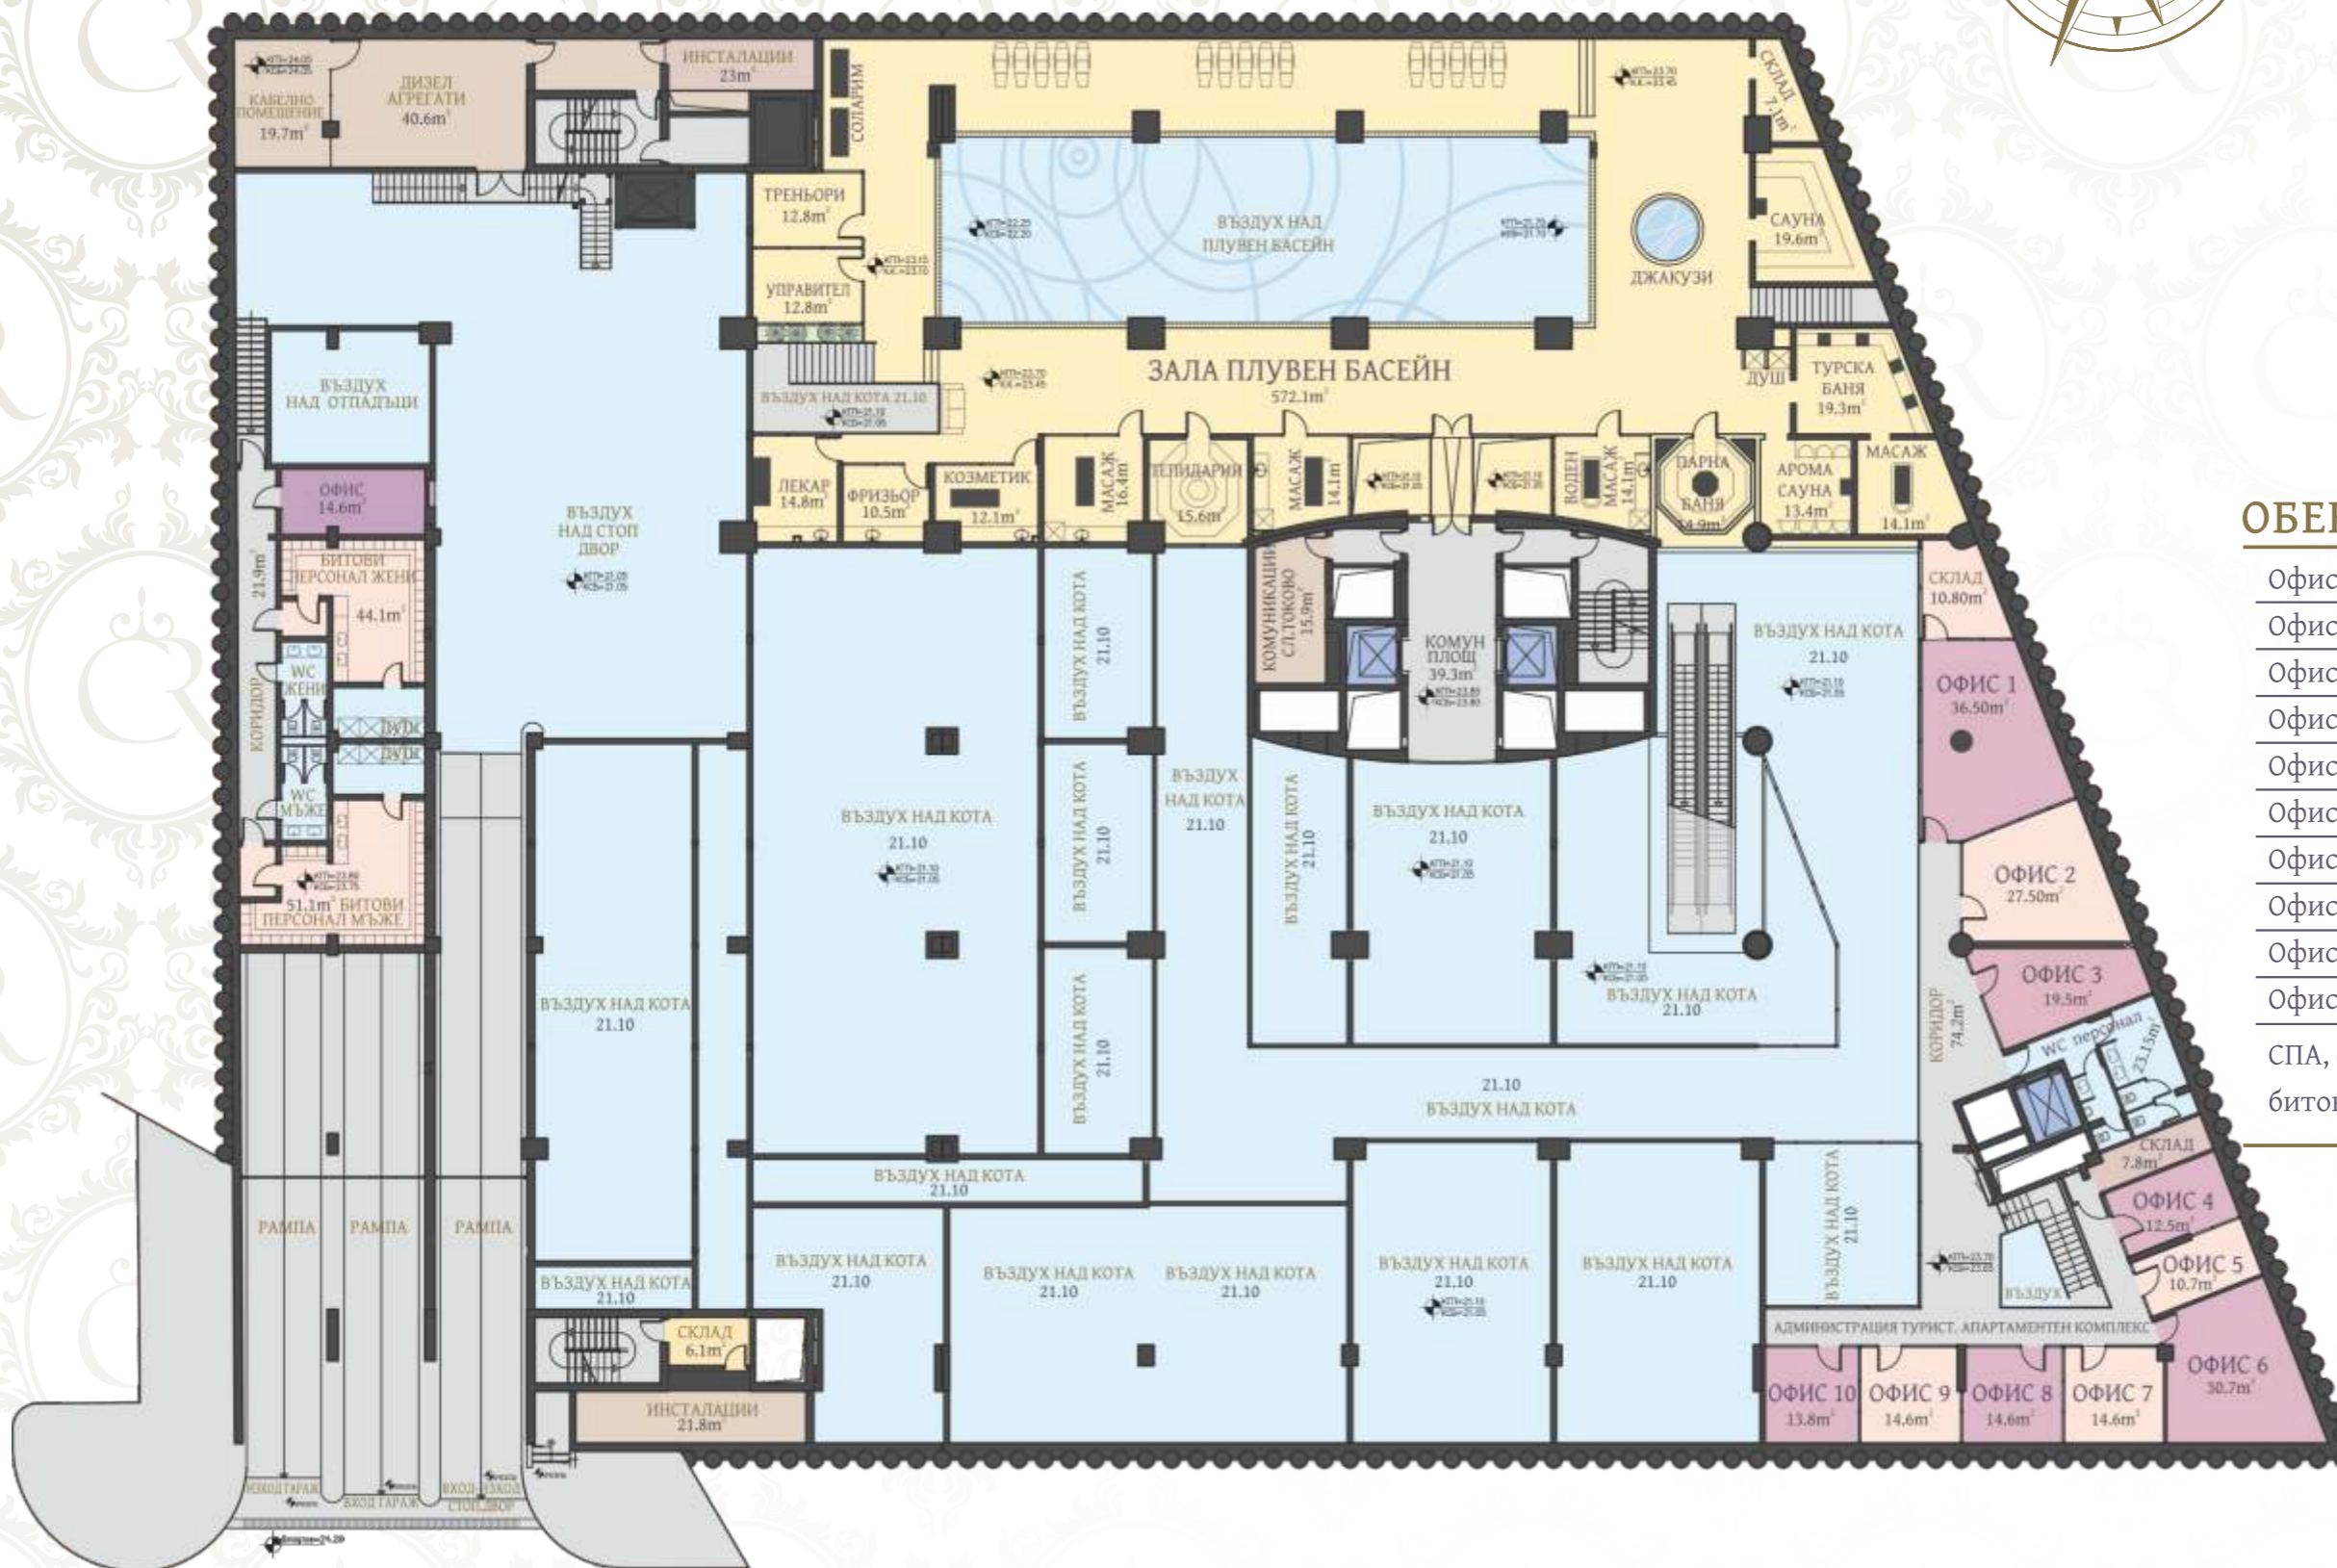 ИНСТАЛАЦИИ
23m²
ДИЗЕЛ
АГРЕГАТИ
40.6m²
КАБЕЛНО
ПОМЕЩЕНИЕ
19.7m²
СОЛАРИУМ
СКЛАД
7.1m²
ТРЕНЬОРИ
12.8m²
УПРАВИТЕЛ
12.8m²
ВЪЗДУХ НАД
ПЛУВЕН БАСЕЙН
ДЖАКУЗИ
САУНА
19.6m²
ЗАЛА ПЛУВЕН БАСЕЙН
572.1m²
ДУШ
ТУРСКА
БАНЯ
19.3m²
ВЪЗДУХ
НАД ОТПАДЪЦИ
ВЪЗДУХ НАД КОТА 21.10
ОФИС
14.6m²
ВЪЗДУХ
НАД СТОП
ДВОР
ЛЕКАР
14.8m²
ФРИЗЬОР
10.5m²
КОЗМЕТИК
12.1m²
МАСАЖ
16.4m²
ТЕПИДАРИЙ
15.6m²
МАСАЖ
14.1m²
ВОДЕН
МАСАЖ
14.1m²
ПАРНА
БАНЯ
14.9m²
АРОМА
САУНА
13.4m²
МАСАЖ
14.1m²
ОБЕ
Офис
Офис
Офис
Офис
Офис
Офис
Офис
Офис
Офис
Офис
СПА,
КОРИДОР
21.9m²
БИТОВИ
ПЕРСОНАЛ ЖЕНИ
44.1m²
WC
ЖЕНИ
ДУШ
ДУШ
WC
МЪЖЕ
51.1m² БИТОВИ
ПЕРСОНАЛ МЪЖЕ
КОМУНИКАЦИИ
СЛ.ТОКОВО
15.9m²
КОМУН
ПЛОЩ
39.3m²
ВЪЗДУХ НАД КОТА
21.10
СКЛАД
10.80m²
ОФИС 1
36.50m²
ВЪЗДУХ НАД КОТА
21.10
ВЪЗДУХ НАД КОТА
21.10
ВЪЗДУХ НАД КОТА
21.10
ВЪЗДУХ НАД КОТА
21.10
ВЪЗДУХ
НАД КОТА
21.10
ВЪЗДУХ НАД КОТА
21.10
ВЪЗДУХ НАД КОТА
21.10
ВЪЗДУХ НАД КОТА
21.10
ВЪЗДУХ НАД КОТА
21.10
ОФИС 2
27.50m²
ОФИС 3
19.5m²
КОРИДОР
74.2m²
WC персонал
23.15m²
21.10
ВЪЗДУХ НАД КОТА
СКЛАД
7.8m²
ОФИС 4
12.5m²
ОФИС 5
10.7m²
ВЪЗДУХ
РАМПА
РАМПА
РАМПА
ВЪЗДУХ НАД КОТА
21.10
ВЪЗДУХ НАД КОТА
21.10
ВЪЗДУХ НАД КОТА
21.10
ВЪЗДУХ НАД КОТА
21.10
ВЪЗДУХ НАД КОТА
21.10
ВЪЗДУХ НАД КОТА
21.10
ВЪЗДУХ НАД КОТА
21.10
ВЪЗДУХ НАД КОТА
21.10
АДМИНИСТРАЦИЯ ТУРИСТ. АПАРТАМЕНТЕН КОМПЛЕКС
СКЛАД
6.1m²
ИНСТАЛАЦИИ
21.8m²
ОФИС 10
13.8m²
ОФИС 9
14.6m²
ОФИС 8
14.6m²
ОФИС 7
14.6m²
ОФИС 6
30.7m²
ИЗХОД ГАРАЖ
ВХОД ГАРАЖ
ВХОД-ИЗХОД
СТОП.ДВОР